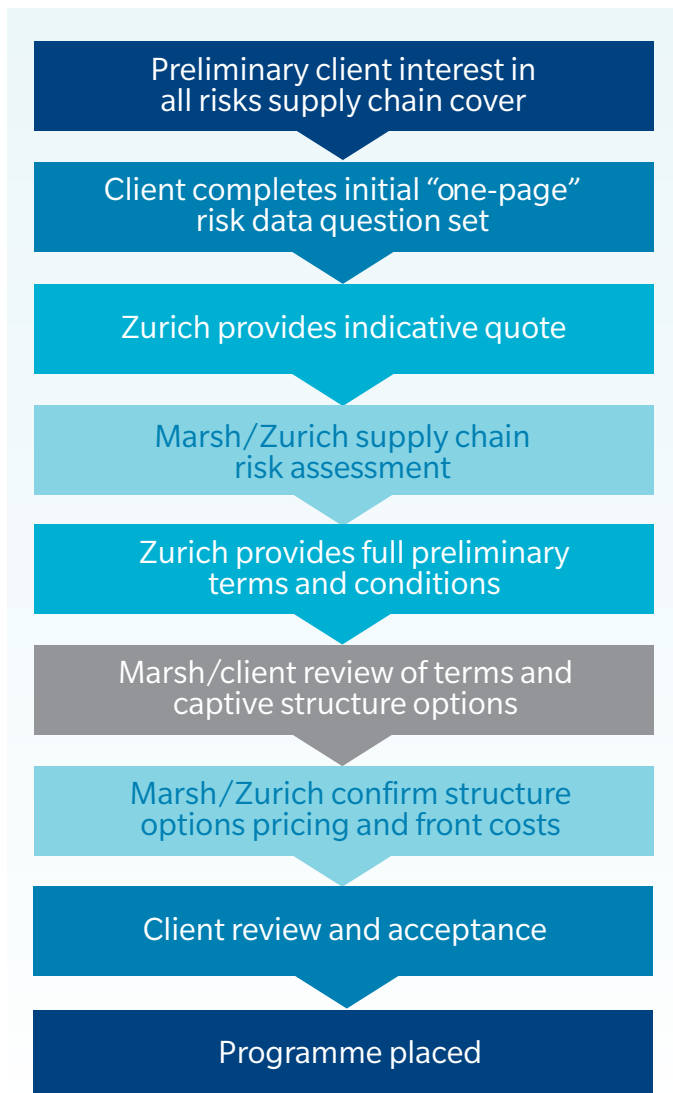 Preliminary client interest in
all risks supply chain cover
Client completes initial “one-page”
risk data question set
Zurich provides indicative quote
Marsh/Zurich supply chain
risk assessment
Zurich provides full preliminary
terms and conditions
Marsh/client review of terms and
captive structure options
Marsh/Zurich confirm structure
options pricing and front costs
Client review and acceptance
Programme placed